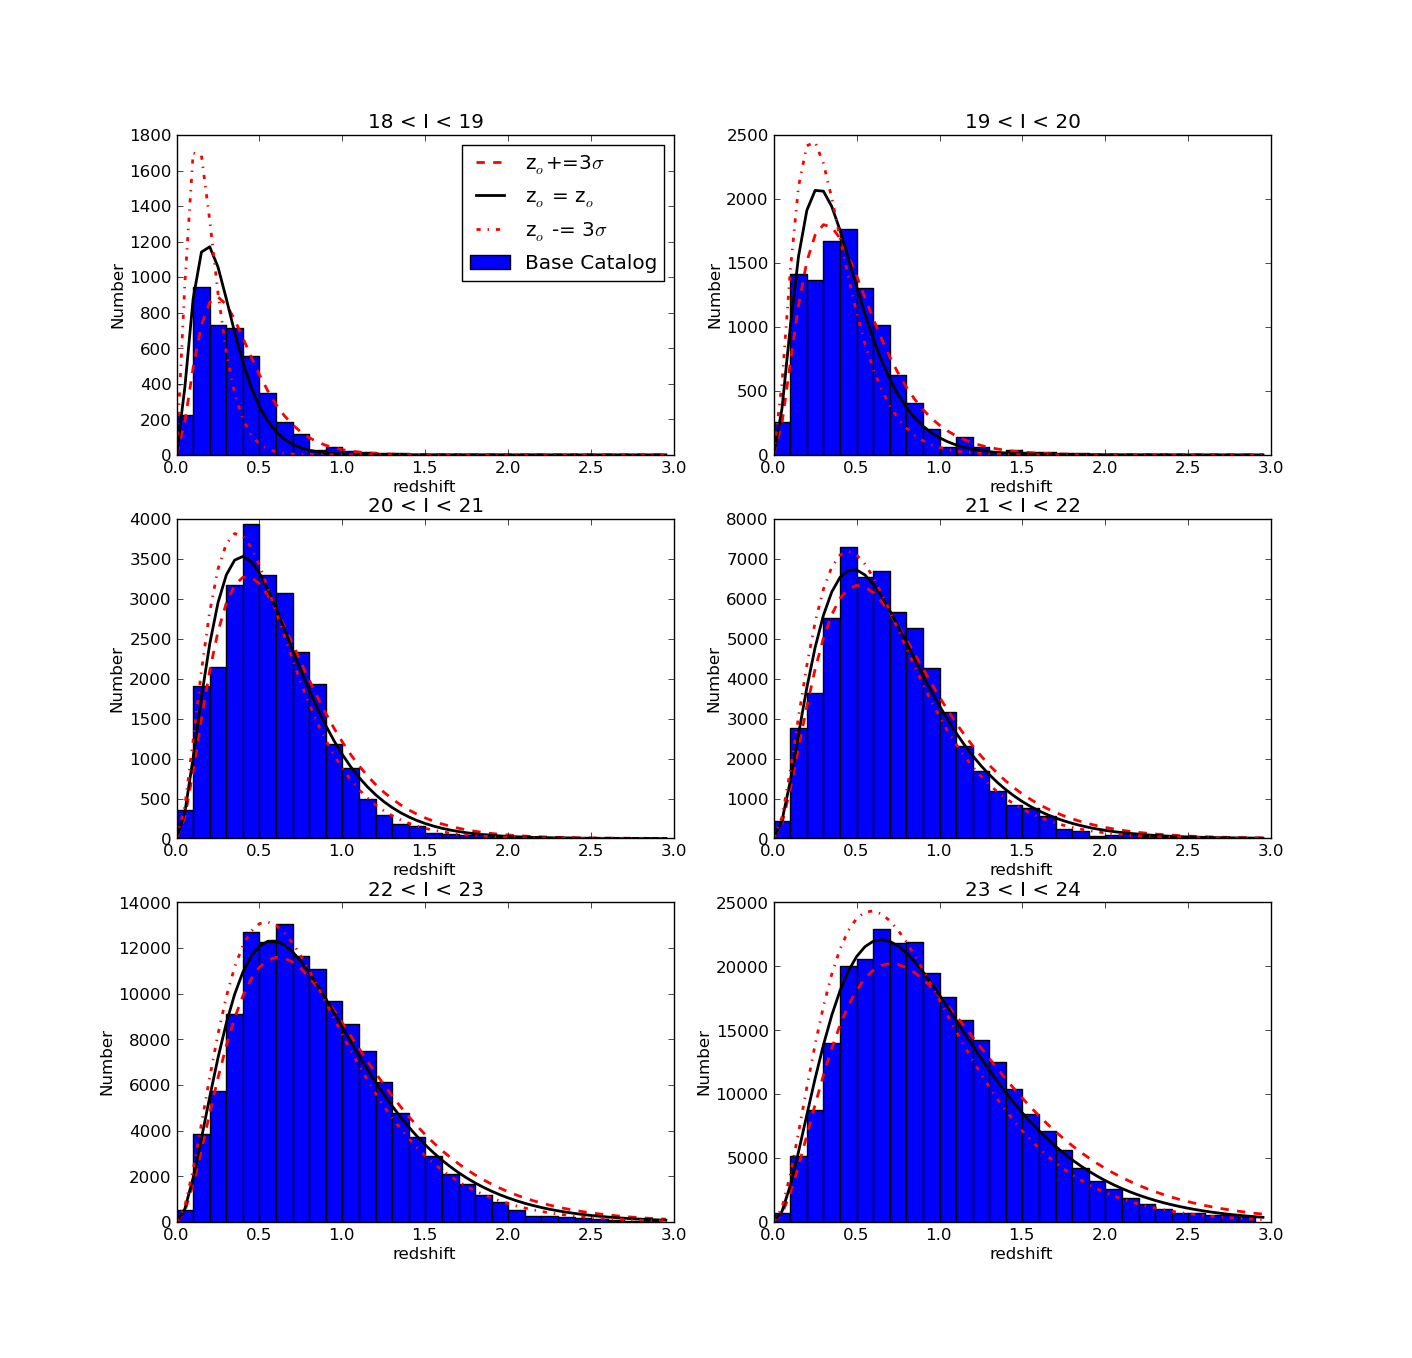 18 < I < 19
1800
1600
1400
1200
1000
800
600
400
200
0
Number
0.0 0.5 1.0 1.5 2.0 2.5 3.0
redshift
z_o+=3σ
z_o = z_o
z_o -= 3σ
Base Catalog
19 < I < 20
2500
2000
1500
1000
500
0
Number
0.0 0.5 1.0 1.5 2.0 2.5 3.0
redshift
20 < I < 21
4000
3500
3000
2500
2000
1500
1000
500
0
Number
0.0 0.5 1.0 1.5 2.0 2.5 3.0
redshift
21 < I < 22
8000
7000
6000
5000
4000
3000
2000
1000
0
Number
0.0 0.5 1.0 1.5 2.0 2.5 3.0
redshift
22 < I < 23
14000
12000
10000
8000
6000
4000
2000
0
Number
0.0 0.5 1.0 1.5 2.0 2.5 3.0
redshift
23 < I < 24
25000
20000
15000
10000
5000
0
Number
0.0 0.5 1.0 1.5 2.0 2.5 3.0
redshift